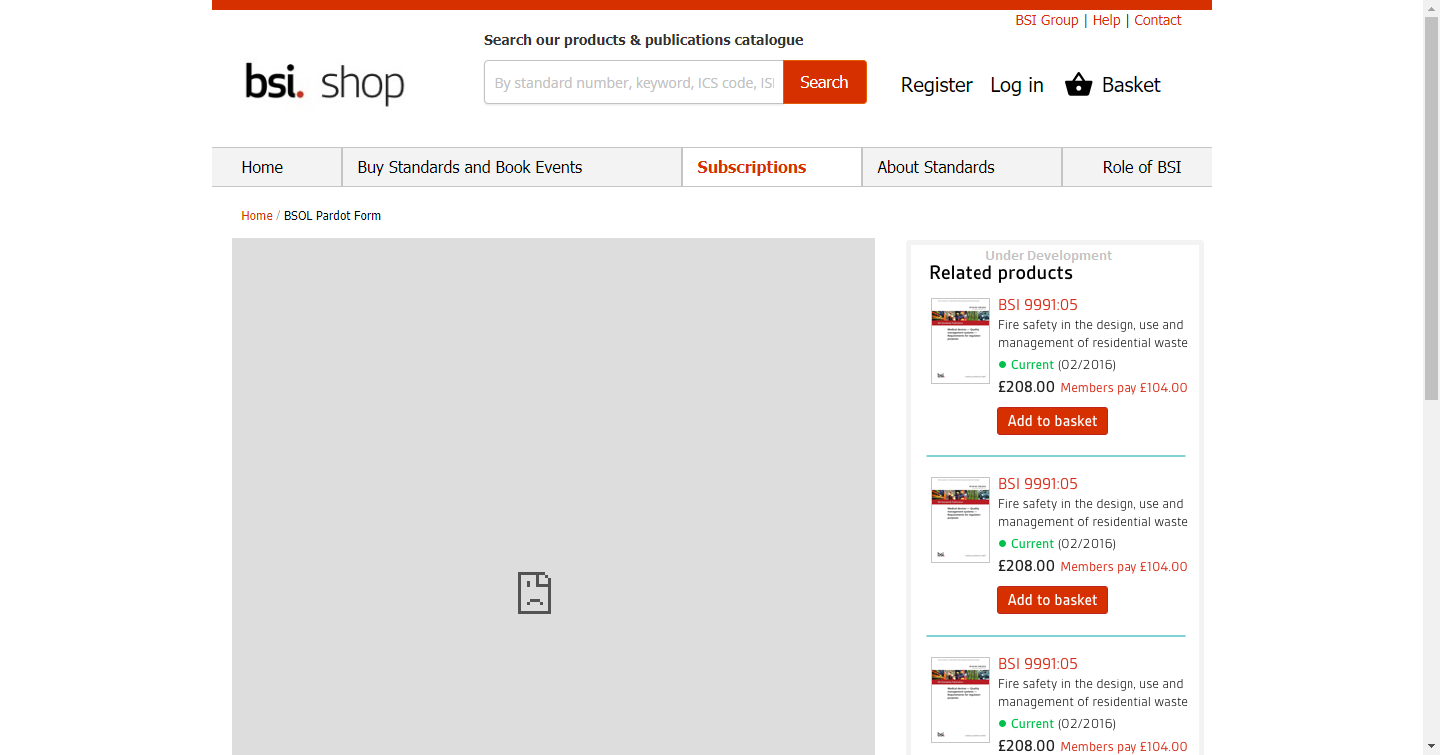 BSI Group | Help | Contact
Search our products & publications catalogue
bsi. shop
By standard number, keyword, ICS code, ISI
Search
Register
Log in
Basket
Home
Buy Standards and Book Events
Subscriptions
About Standards
Role of BSI
Home / BSOL Pardot Form
Under Development
Related products
BSI 9991:05
Fire safety in the design, use and
management of residential waste
Current (02/2016)
£208.00 Members pay £104.00
Add to basket
BSI 9991:05
Fire safety in the design, use and
management of residential waste
Current (02/2016)
£208.00 Members pay £104.00
Add to basket
BSI 9991:05
Fire safety in the design, use and
management of residential waste
Current (02/2016)
£208.00 Members pay £104.00